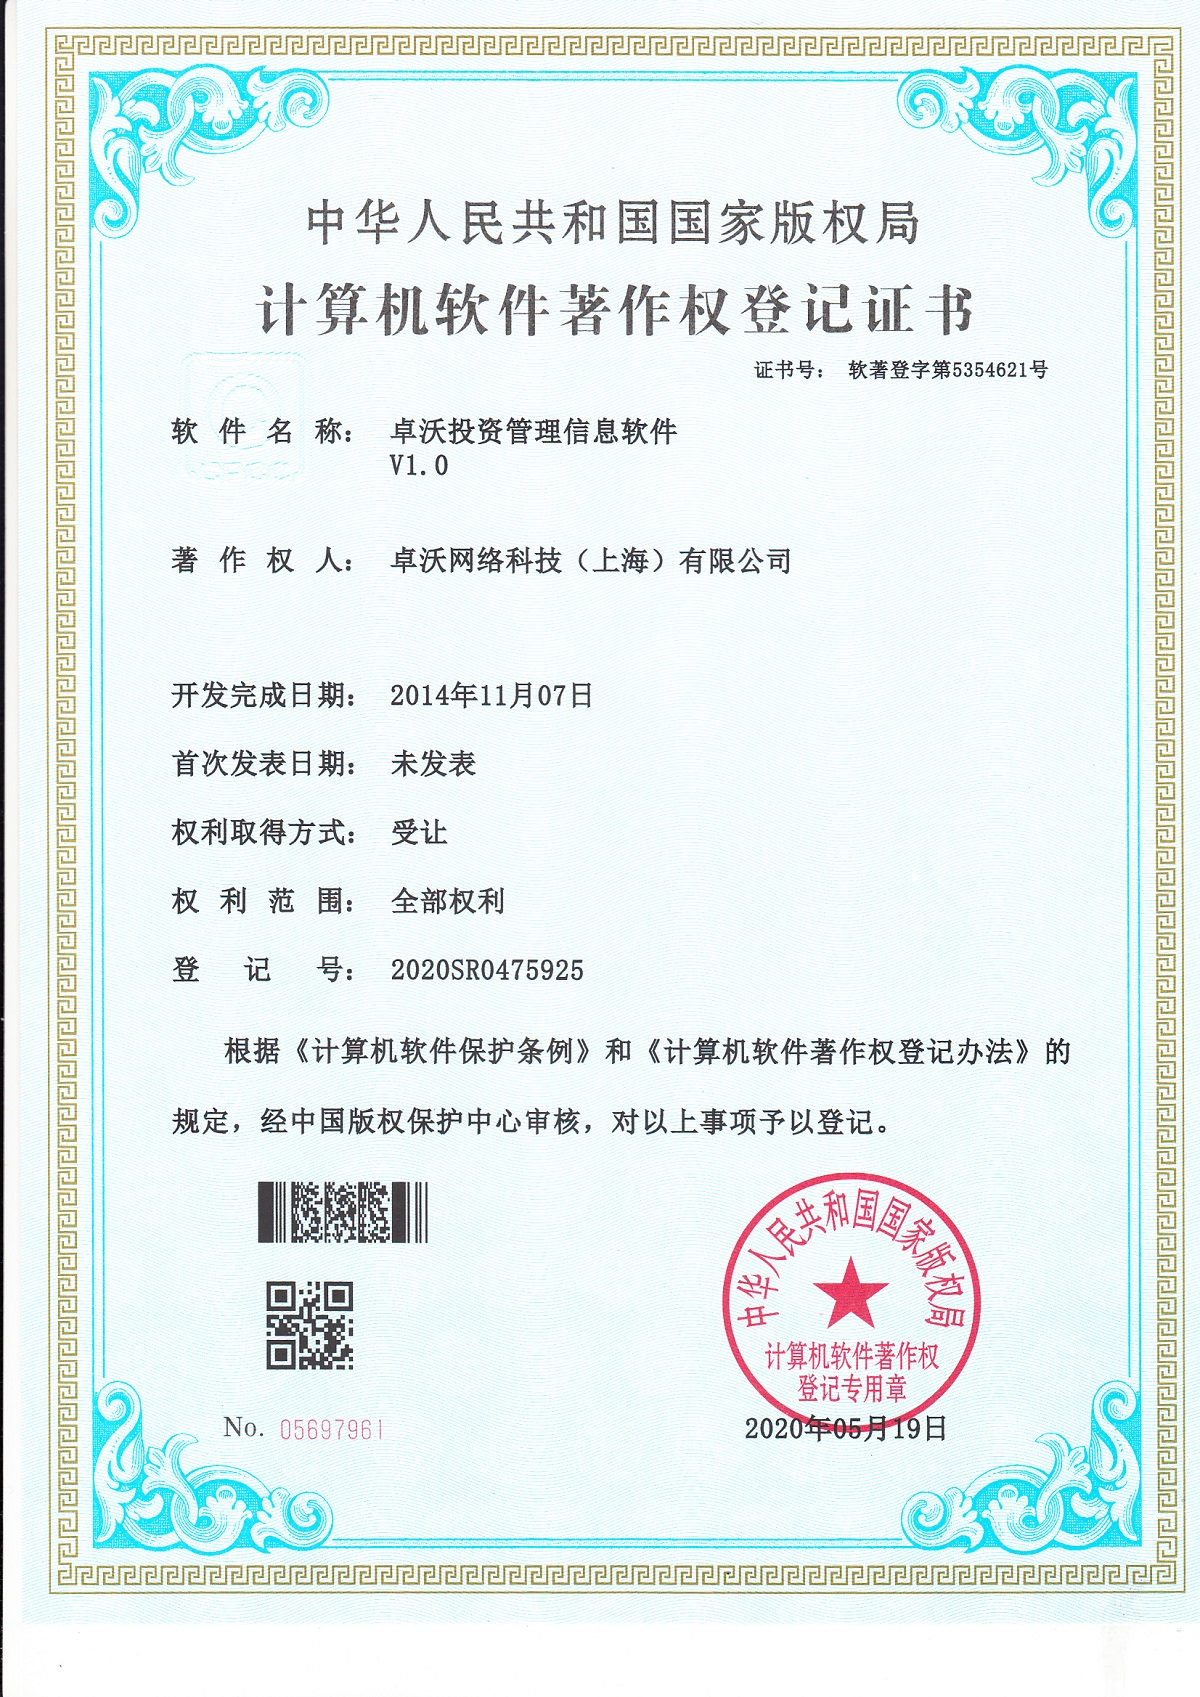 中华人民共和国国家版权局
计算机软件著作权登记证书
证书号： 软著登字第5354621号
软件名称： 卓沃投资管理信息软件
V1.0
著作权人： 卓沃网络科技（上海）有限公司
开发完成日期： 2014年11月07日
首次发表日期： 未发表
权利取得方式： 受让
权利范围： 全部权利
登记号： 2020SR0475925
根据《计算机软件保护条例》和《计算机软件著作权登记办法》的
规定，经中国版权保护中心审核，对以上事项予以登记。
中华人民共和国国家版权局
计算机软件著作权
登记专用章
No. 05697961
2020年05月19日